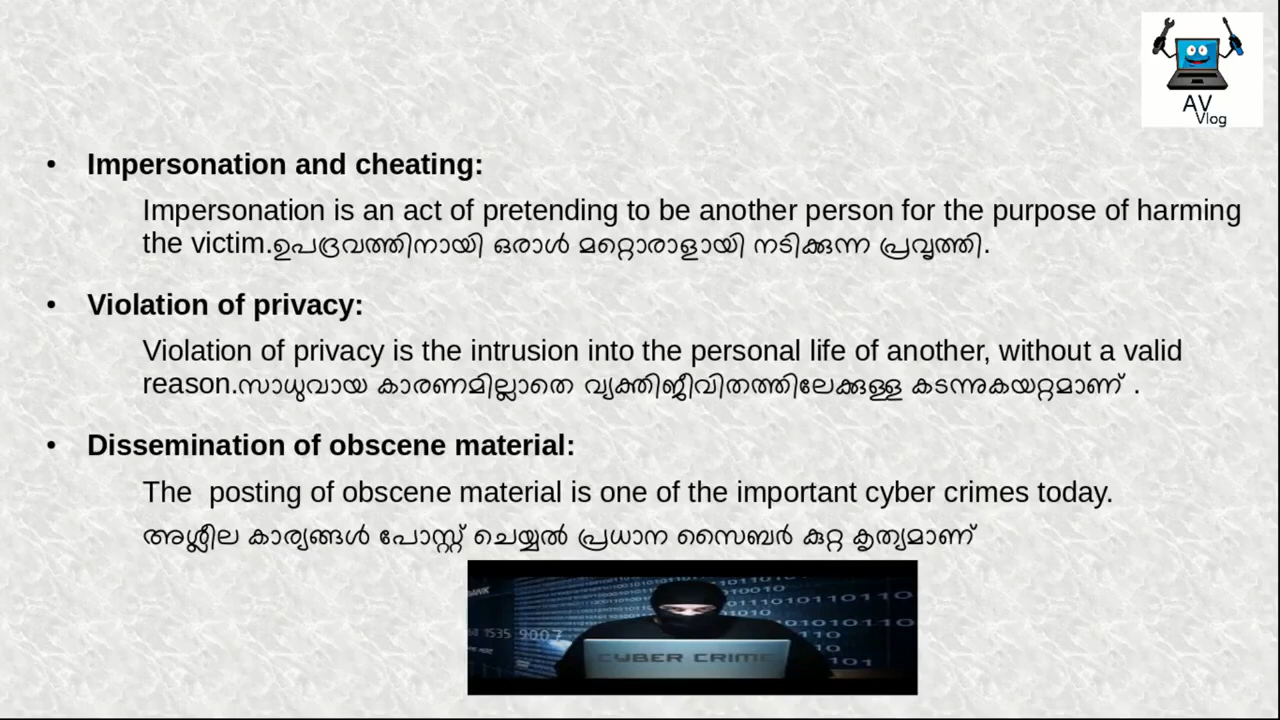 AV
Vlog
• Impersonation and cheating:
Impersonation is an act of pretending to be another person for the purpose of harming
the victim.ഉപദ്രവത്തിനായി ഒരാൾ മറ്റൊരാളായി നടിക്കുന്ന പ്രവൃത്തി.
• Violation of privacy:
Violation of privacy is the intrusion into the personal life of another, without a valid
reason.സാധുവായ കാരണമില്ലാതെ വ്യക്തിജീവിതത്തിലേക്കുള്ള കടന്നുകയറ്റമാണ് .
• Dissemination of obscene material:
The  posting of obscene material is one of the important cyber crimes today.
അശ്ലീല കാര്യങ്ങൾ പോസ്റ്റ് ചെയ്യൽ പ്രധാന സൈബർ കുറ്റ കൃത്യമാണ്
1535 9007
CYBER CRIME